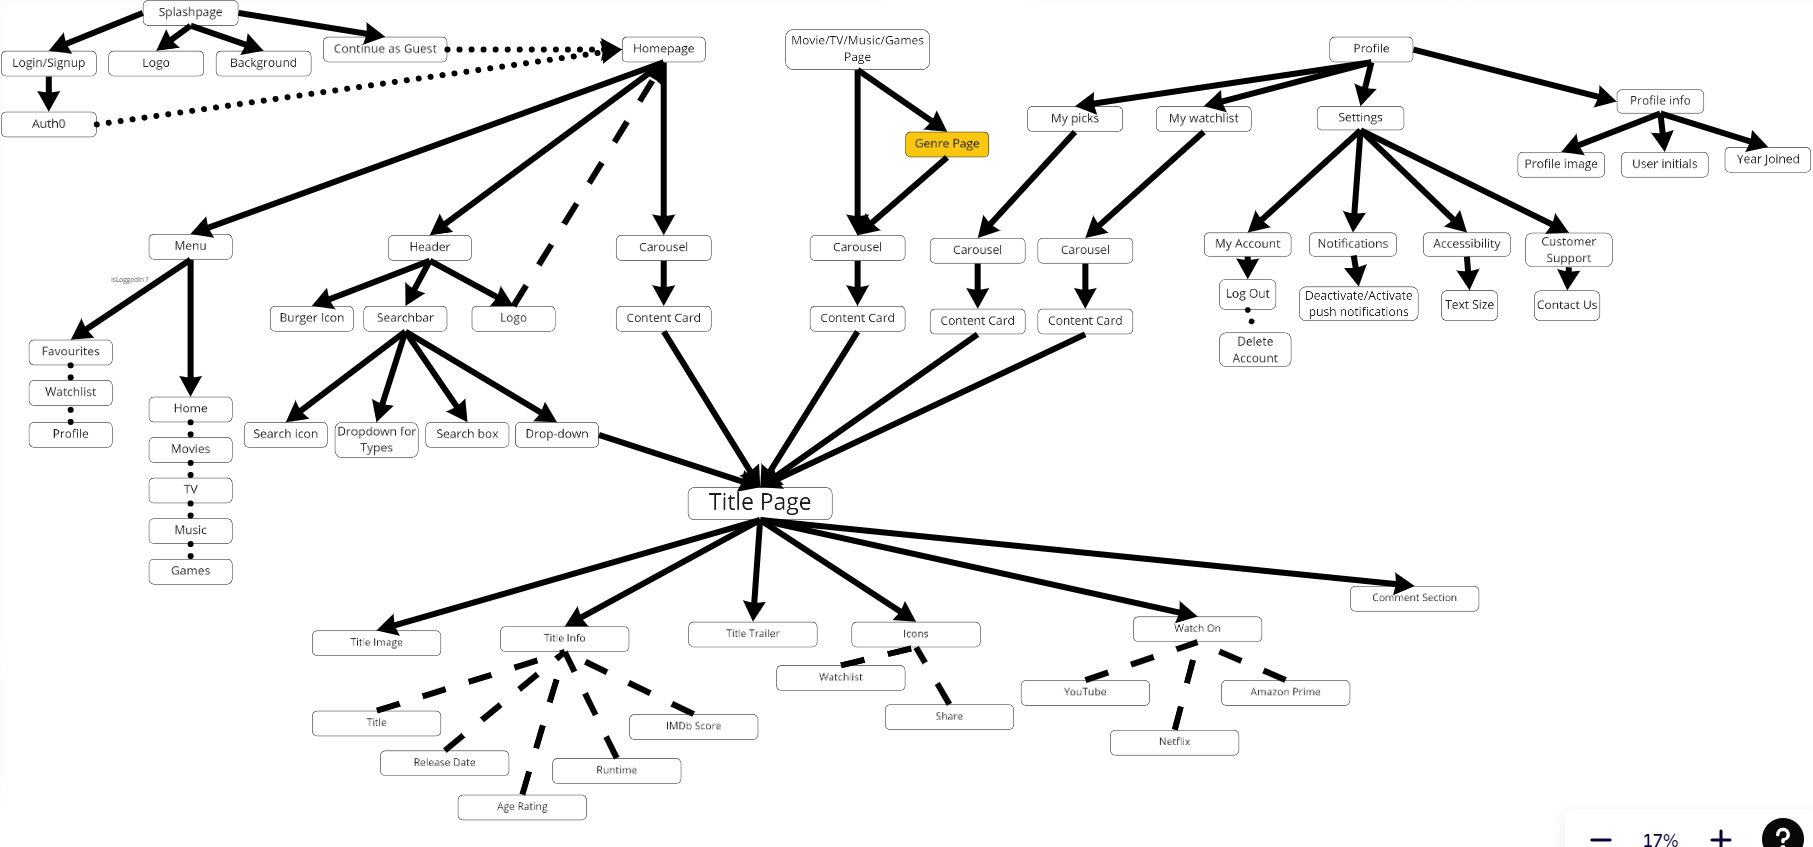 Splashpage
Login/Signup
Logo
Background
Continue as Guest
Auth0
Homepage
Movie/TV/Music/Games
Page
Genre Page
Profile
My picks
My watchlist
Settings
Profile info
Profile image
User initials
Year Joined
Menu
Header
Carousel
Carousel
Carousel
Carousel
My Account
Notifications
Accessibility
Customer
Support
isLoggedIn ?
Burger Icon
Searchbar
Logo
Content Card
Content Card
Content Card
Content Card
Log Out
Deactivate/Activate
push notifications
Text Size
Contact Us
Delete
Account
Favourites
Watchlist
Profile
Home
Movies
TV
Music
Games
Search icon
Dropdown for
Types
Search box
Drop-down
Title Page
Title Image
Title Info
Title Trailer
Icons
Watch On
Comment Section
Title
Release Date
Age Rating
Runtime
IMDb Score
Watchlist
Share
YouTube
Netflix
Amazon Prime
17%